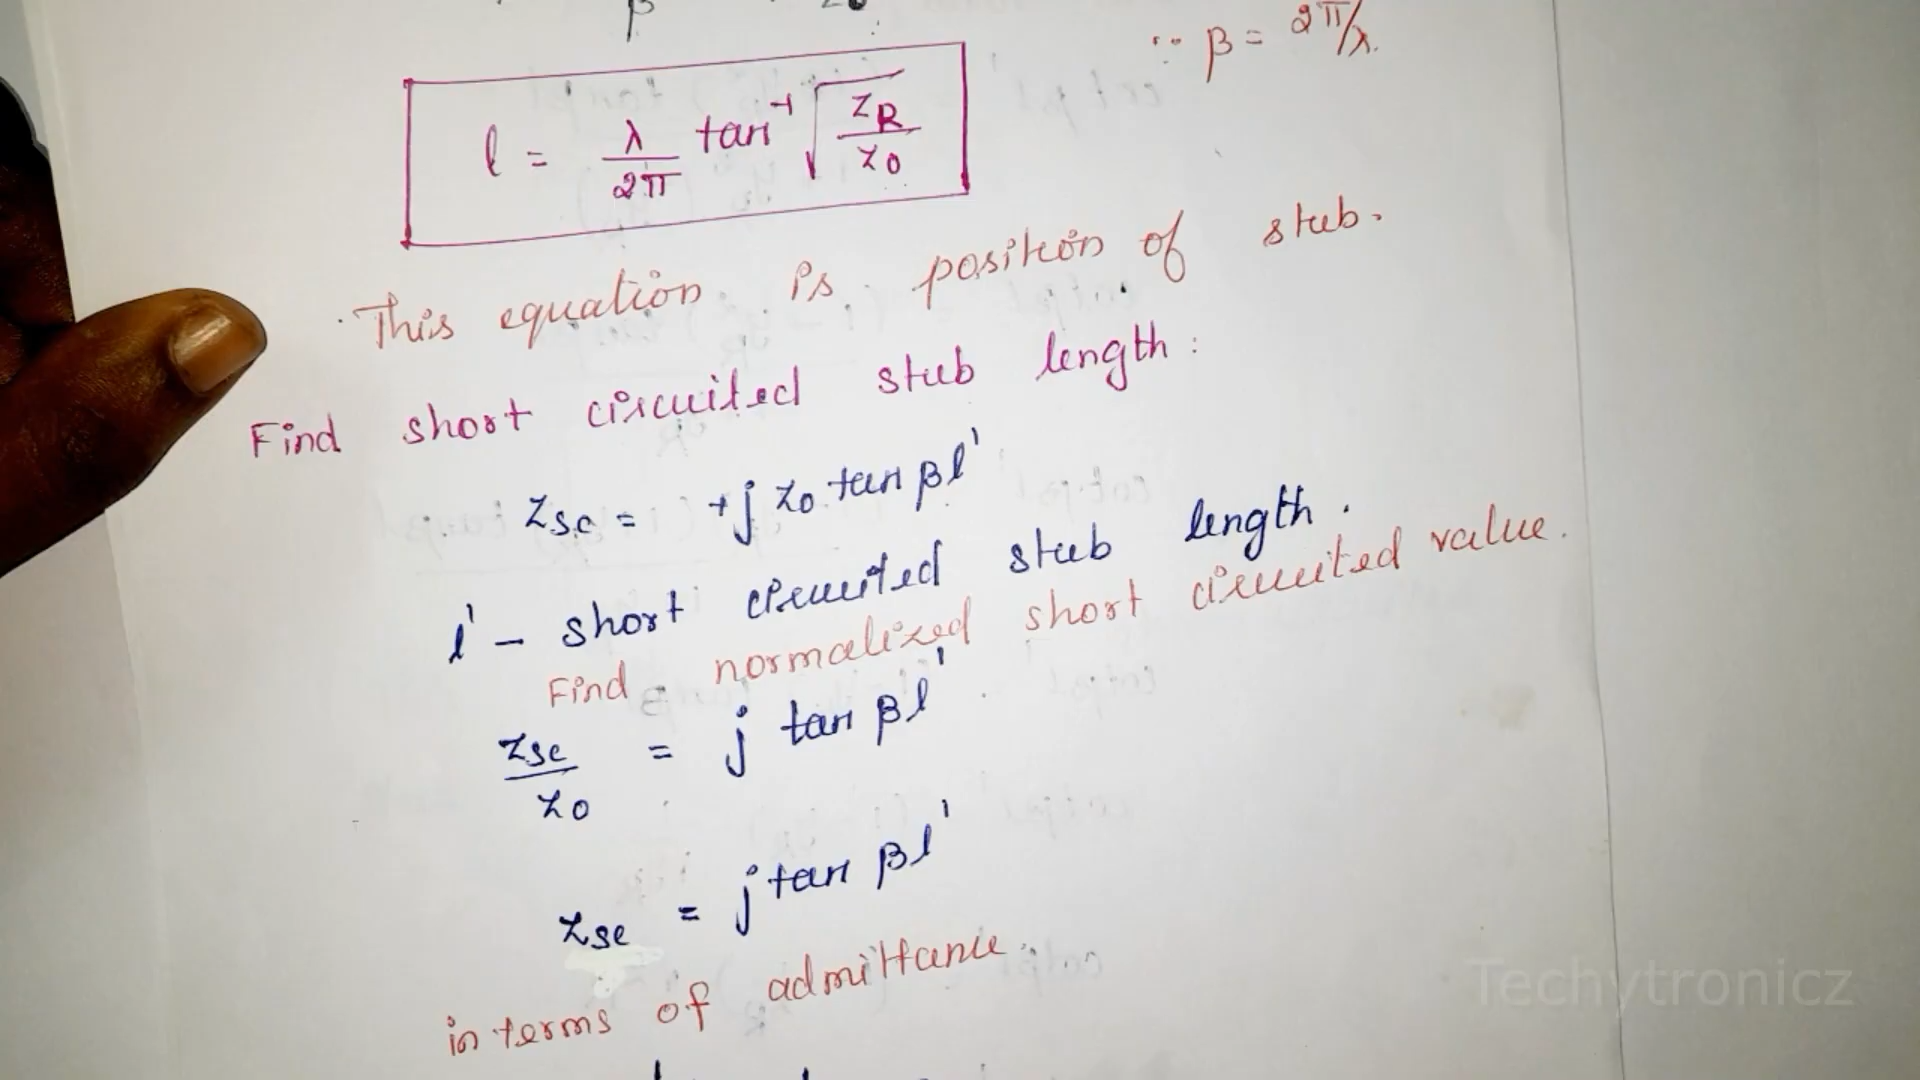 ∵ β = 2π/λ.
l = λ/2π tan⁻¹ √(ZR/Z0)
This equation is position of stub.
Find short circuited stub length:
Zsc = +j Z0 tan βl'
l' - short circuited stub length.
Find normalized short circuited value.
Zsc/Z0 = j tan βl'
Zsc = j tan βl'
in terms of admittance.
Techytronicz